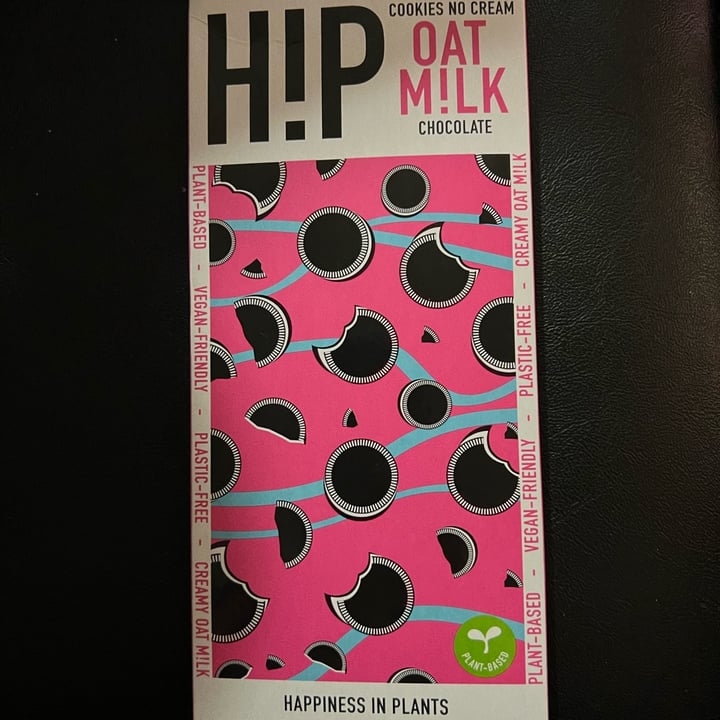 H!P
COOKIES NO CREAM
OAT
M!LK
CHOCOLATE
PLANT-BASED - VEGAN-FRIENDLY - PLASTIC-FREE - CREAMY OAT M!LK
PLANT-BASED - VEGAN-FRIENDLY - PLASTIC-FREE - CREAMY OAT M!LK
PLANT-BASED
HAPPINESS IN PLANTS